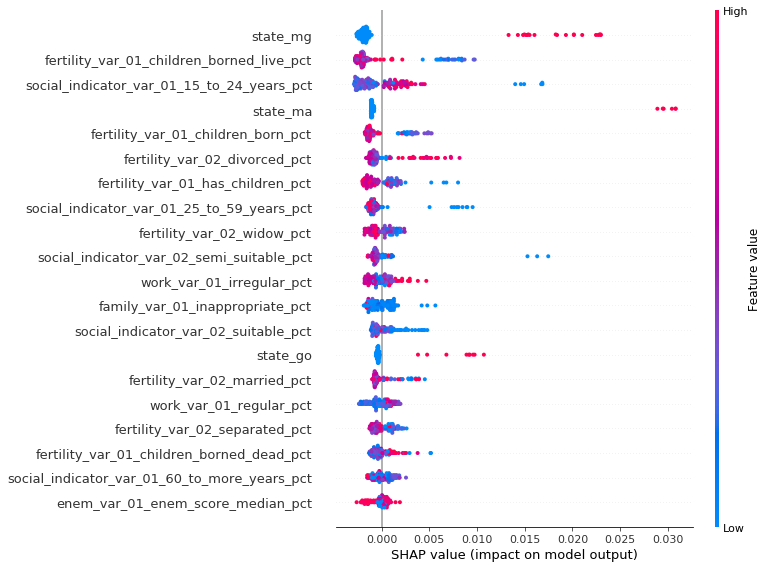 High
state_mg
fertility_var_01_children_borned_live_pct
social_indicator_var_01_15_to_24_years_pct
state_ma
fertility_var_01_children_born_pct
fertility_var_02_divorced_pct
fertility_var_01_has_children_pct
social_indicator_var_01_25_to_59_years_pct
fertility_var_02_widow_pct
social_indicator_var_02_semi_suitable_pct
work_var_01_irregular_pct
family_var_01_inappropriate_pct
social_indicator_var_02_suitable_pct
state_go
fertility_var_02_married_pct
work_var_01_regular_pct
fertility_var_02_separated_pct
fertility_var_01_children_borned_dead_pct
social_indicator_var_01_60_to_more_years_pct
enem_var_01_enem_score_median_pct
Feature value
Low
0.000 0.005 0.010 0.015 0.020 0.025 0.030
SHAP value (impact on model output)